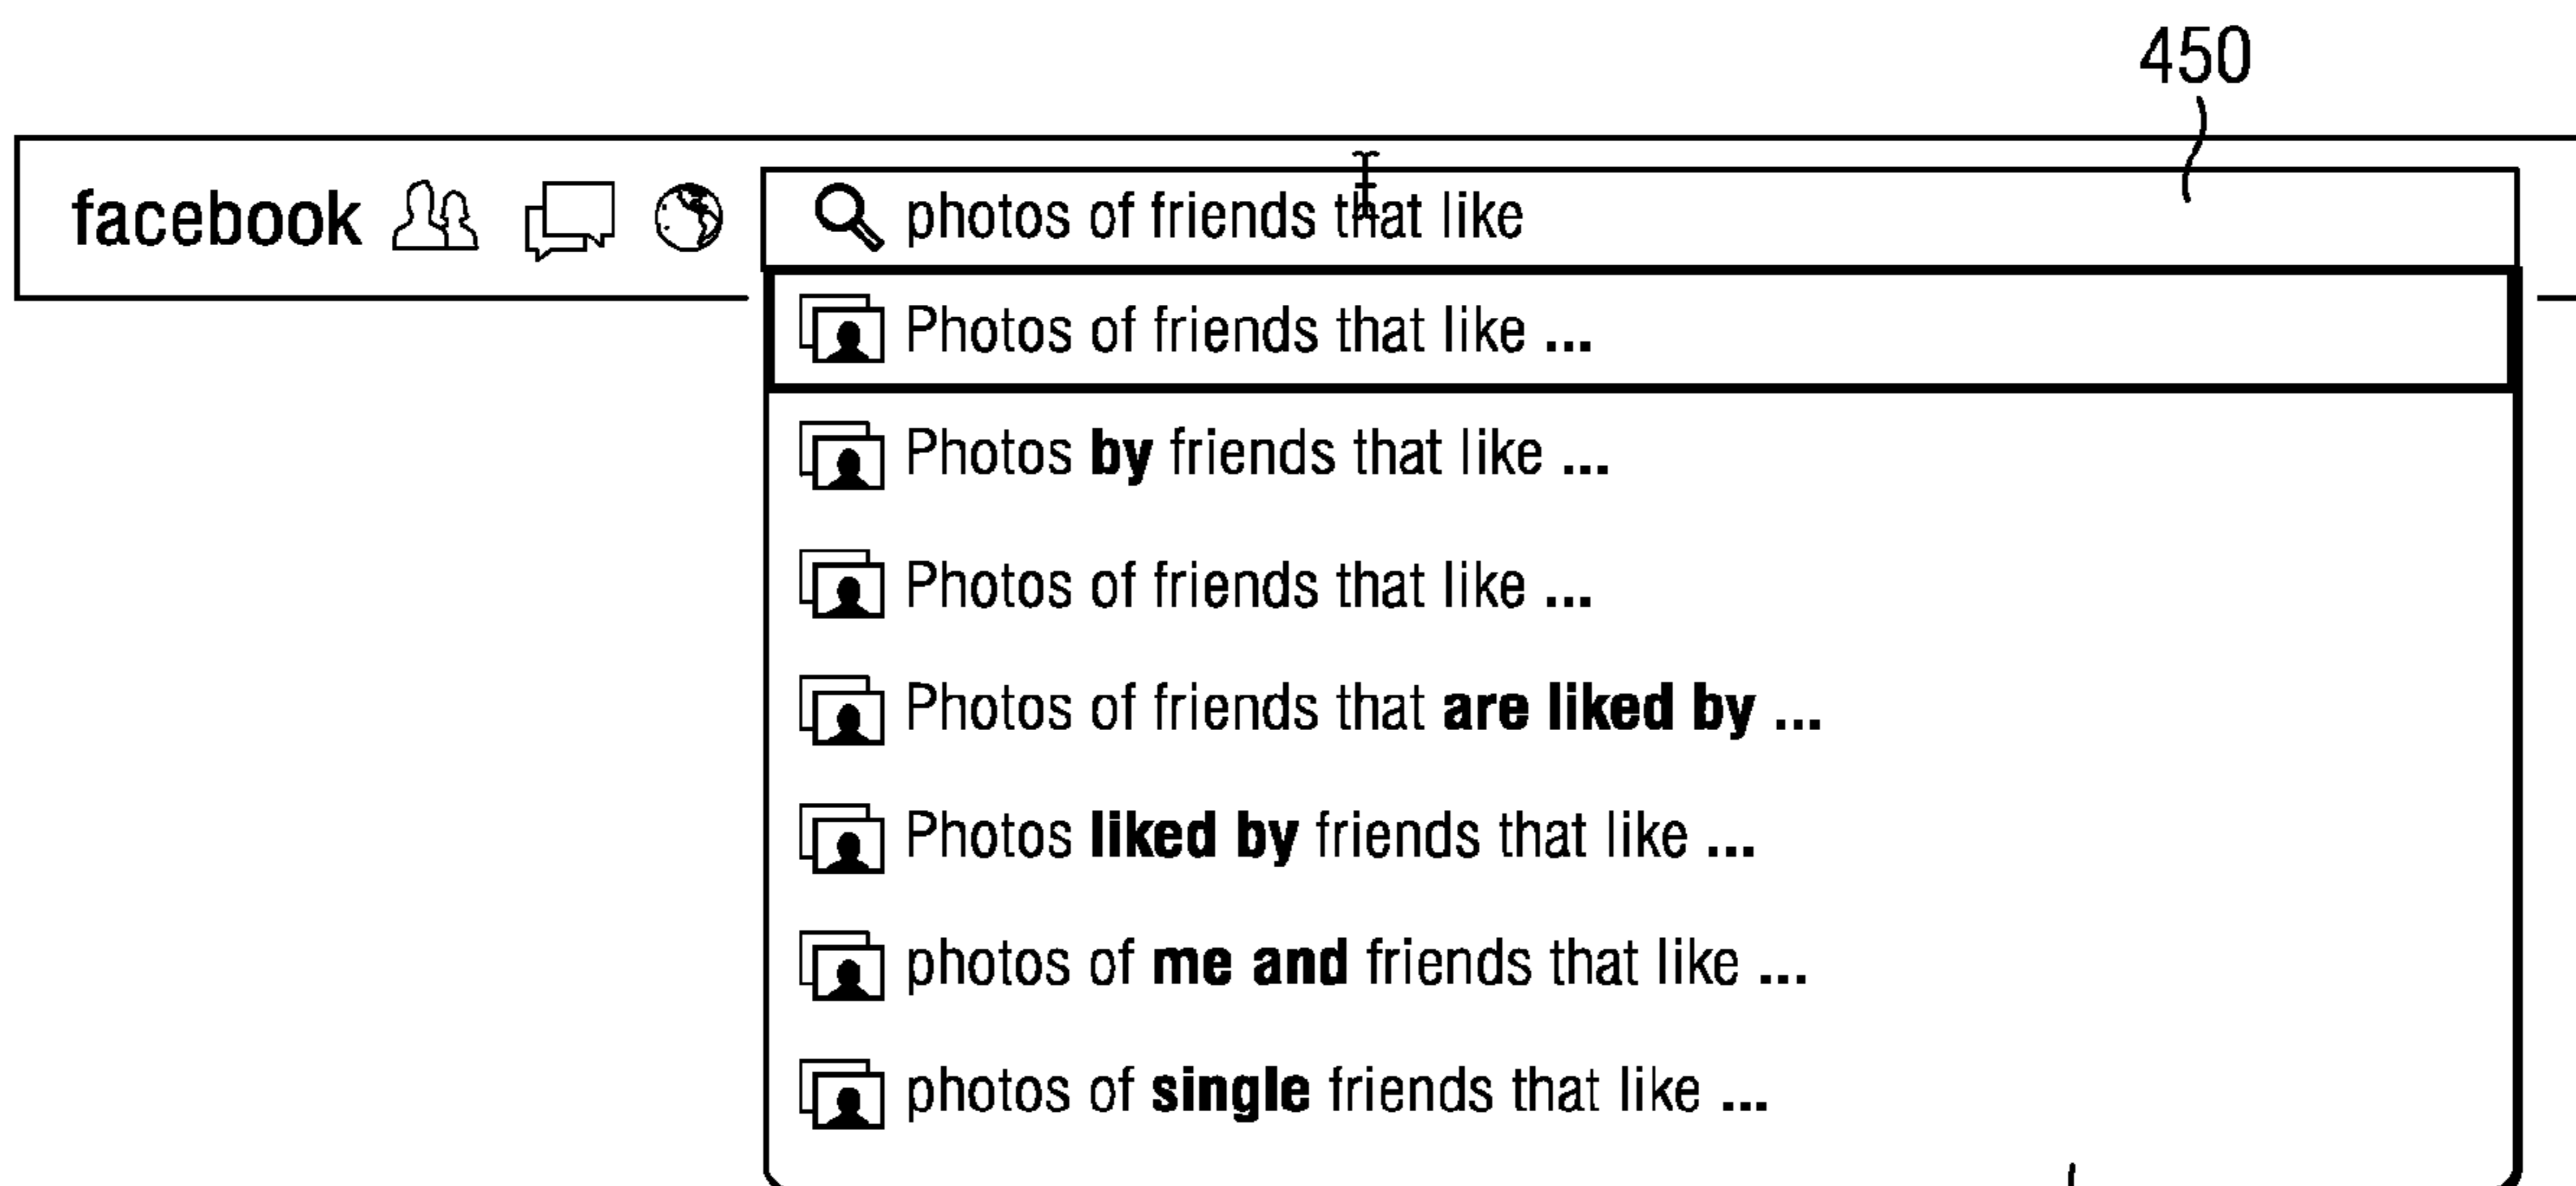 450
facebook photos of friends that like
Photos of friends that like ...
Photos by friends that like ...
Photos of friends that like ...
Photos of friends that are liked by ...
Photos liked by friends that like ...
photos of me and friends that like ...
photos of single friends that like ...